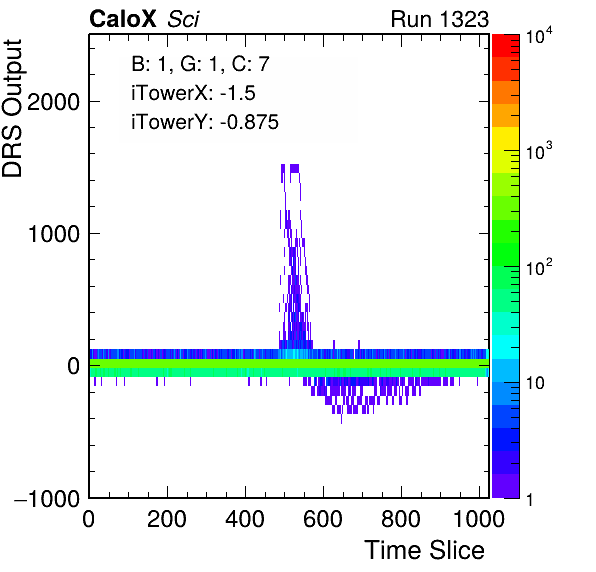 CaloX Sci Run 1323
B: 1, G: 1, C: 7
iTowerX: -1.5
iTowerY: -0.875
DRS Output
2000
1000
0
−1000
0 200 400 600 800 1000
Time Slice
10^4
10^3
10^2
10
1